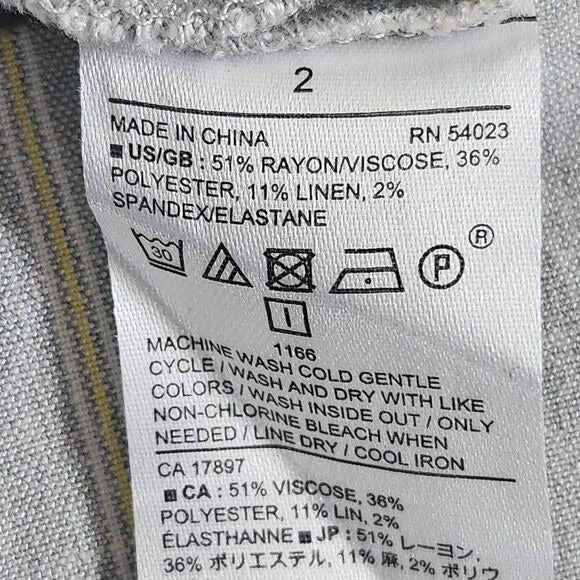 2
MADE IN CHINA RN 54023
■ US/GB : 51% RAYON/VISCOSE, 36%
POLYESTER, 11% LINEN, 2%
SPANDEX/ELASTANE
30 P ®
1166
MACHINE WASH COLD GENTLE
CYCLE / WASH AND DRY WITH LIKE
COLORS / WASH INSIDE OUT / ONLY
NON-CHLORINE BLEACH WHEN
NEEDED / LINE DRY / COOL IRON
CA 17897
■ CA : 51% VISCOSE, 36%
POLYESTER, 11% LIN, 2%
ÉLASTHANNE ■ JP : 51% レーヨン,
36% ポリエステル, 11% 麻, 2% ポリウ